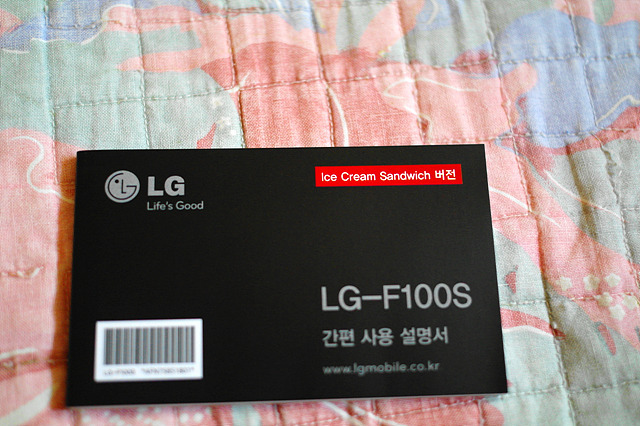 LG
Life's Good
Ice Cream Sandwich 버전
LG-F100S
간편 사용 설명서
www.lgmobile.co.kr